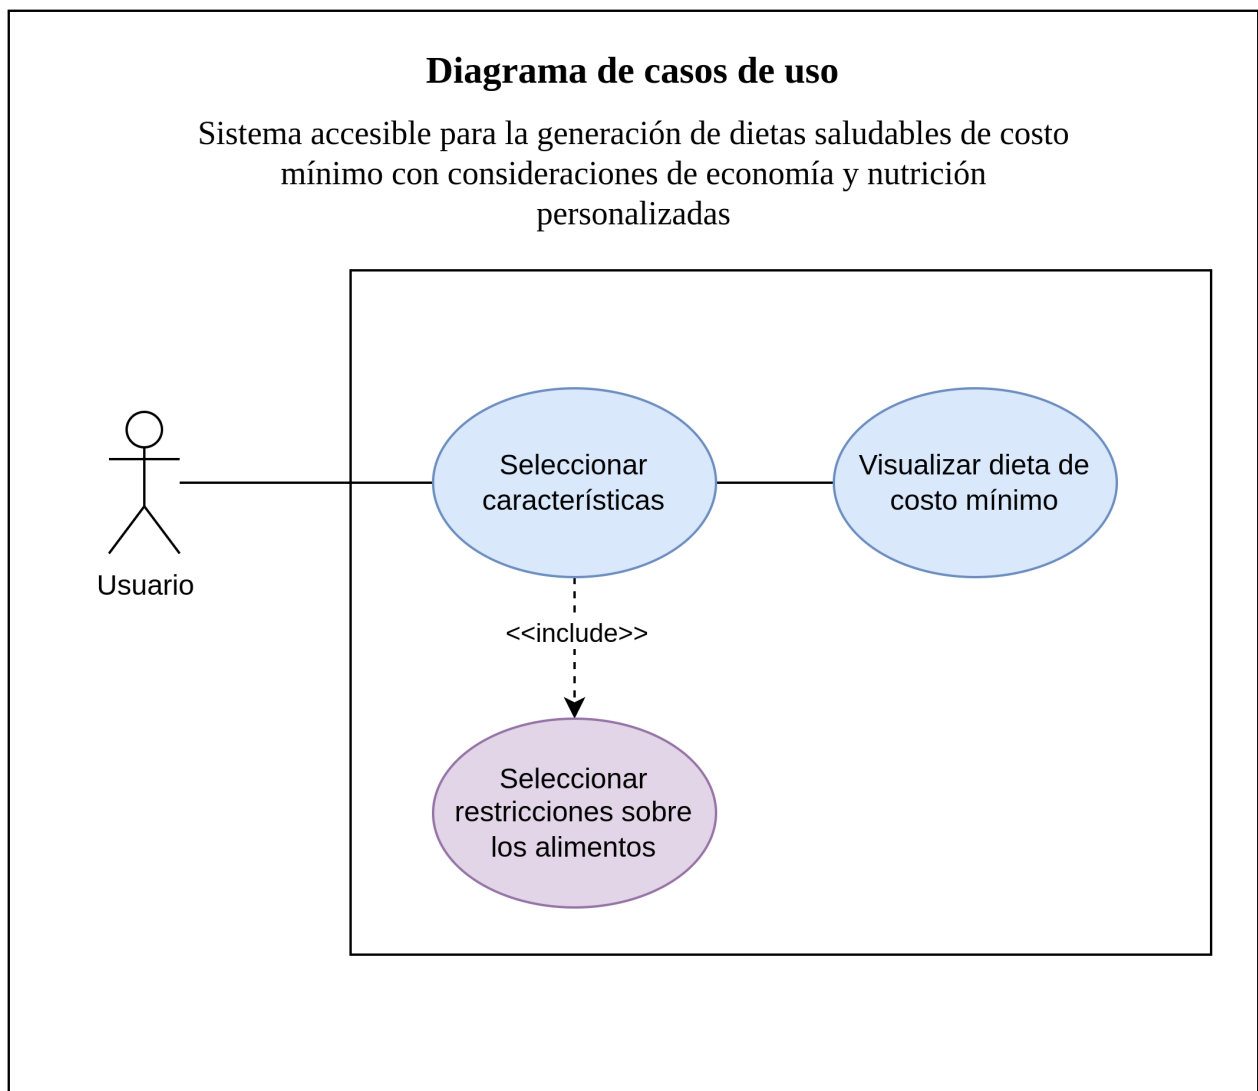 Diagrama de casos de uso
Sistema accesible para la generación de dietas saludables de costo
mínimo con consideraciones de economía y nutrición
personalizadas
Seleccionar
características
Visualizar dieta de
costo mínimo
Usuario
<<include>>
Seleccionar
restricciones sobre
los alimentos